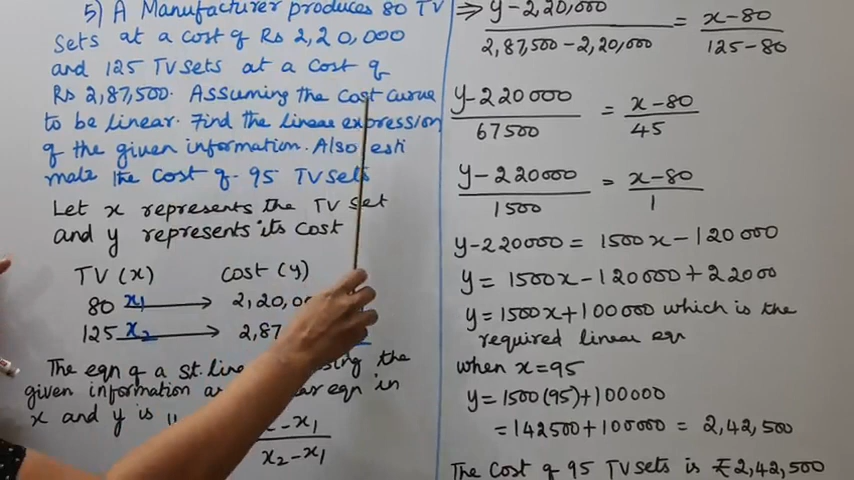 5) A Manufacturer produces 80 TV
Sets at a cost of Rs 2,20,000
and 125 TV sets at a cost of
Rs 2,87,500. Assuming the cost curve
to be linear. Find the linear expression
of the given information. Also esti
mate the cost of 95 TV sets
Let x represents the TV set
and y represents its cost
TV (x) Cost (y)
80 x₁ → 2,20,00
125 x₂ → 2,87
The eqn of a st. line using the
given information a ar eqn in
x and y is
- x₁
x₂ - x₁
⇒ y - 2,20,000 / 2,87,500 - 2,20,000 = x - 80 / 125 - 80
y - 220000 / 67500 = x - 80 / 45
y - 220000 / 1500 = x - 80 / 1
y - 220000 = 1500x - 120000
y = 1500x - 120000 + 22000
y = 1500x + 100000 which is the
required linear eqn
when x = 95
y = 1500(95) + 100000
= 142500 + 100000 = 2,42,500
The cost of 95 TV sets is ₹2,42,500